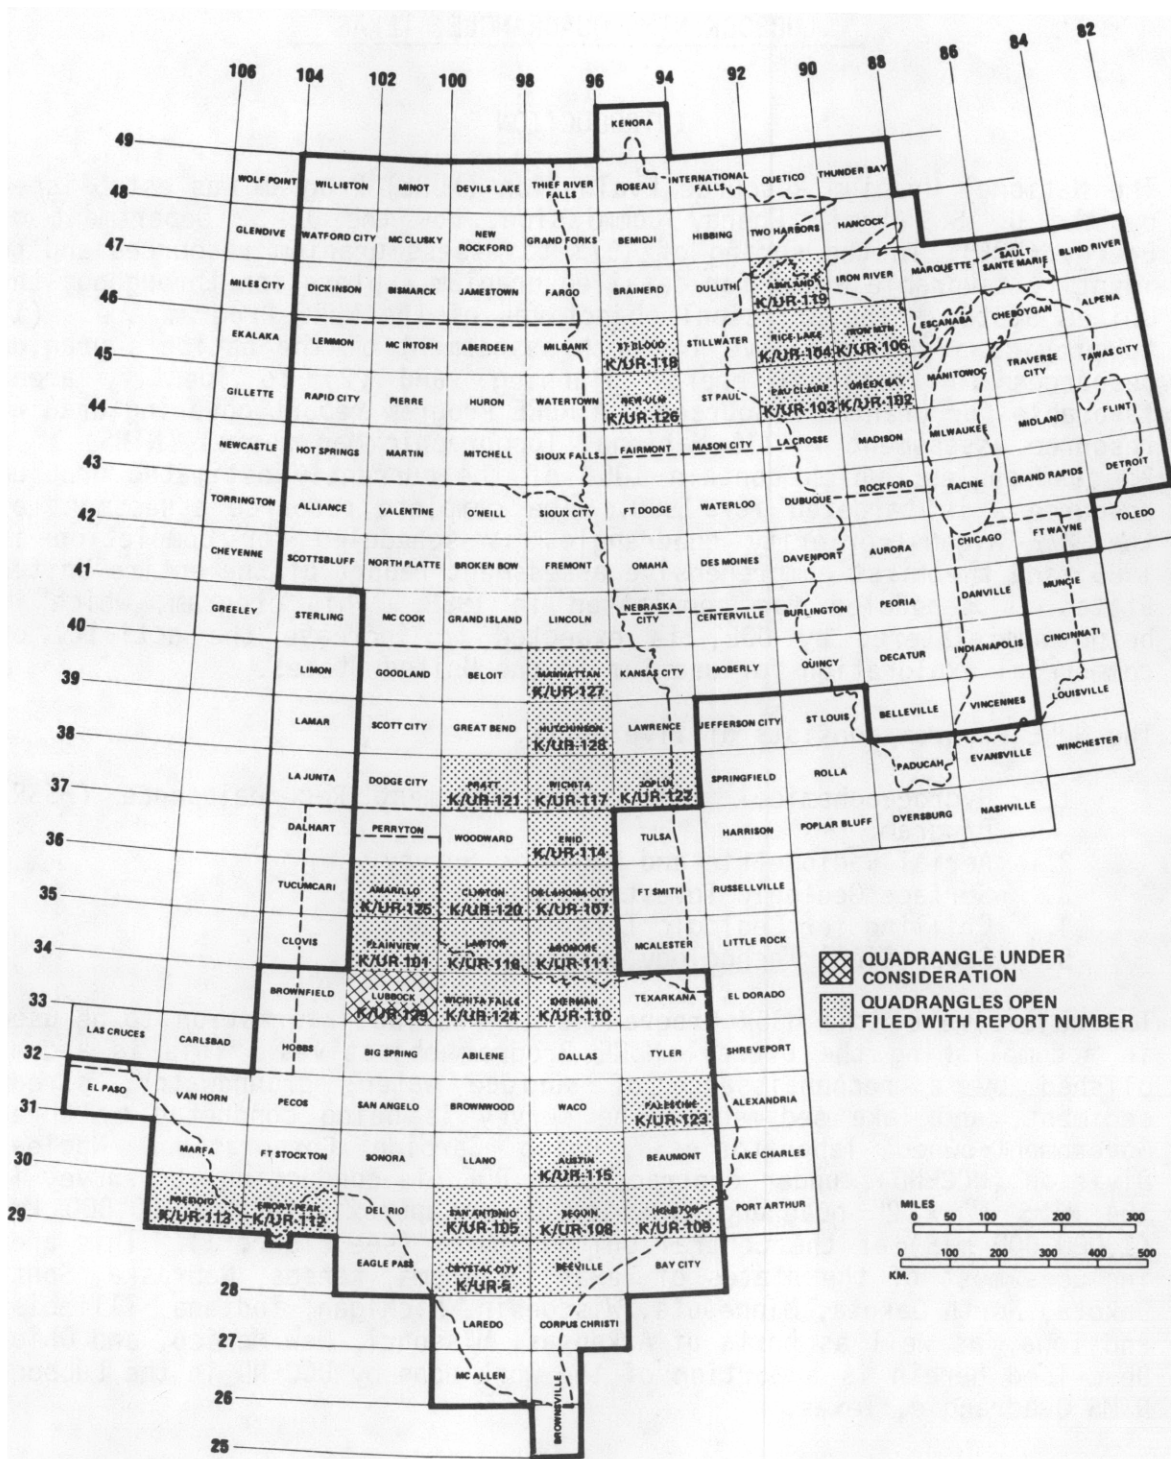 106 104 102 100 98 96 94 92 90 88 86 84 82
KENORA
49
WOLF POINT WILLISTON MINOT DEVILS LAKE THIEF RIVER FALLS ROSEAU INTERNATIONAL FALLS QUETICO THUNDER BAY
48
GLENDIVE WATFORD CITY MC CLUSKY NEW ROCKFORD GRAND FORKS BEMIDJI HIBBING TWO HARBORS HANCOCK
47
MILES CITY DICKINSON BISMARCK JAMESTOWN FARGO BRAINERD DULUTH ASHLAND K/UR-119 IRON RIVER MARQUETTE SAULT SANTE MARIE BLIND RIVER
46
EKALAKA LEMMON MC INTOSH ABERDEEN MILBANK ST CLOUD K/UR-118 STILLWATER RICE LAKE K/UR-104 IRON MTN K/UR-106 ESCANABA CHEBOYGAN ALPENA
45
GILLETTE RAPID CITY PIERRE HURON WATERTOWN NEW ULM K/UR-126 ST PAUL EAU CLAIRE K/UR-103 GREEN BAY K/UR-102 MANITOWOC TRAVERSE CITY TAWAS CITY
44
NEWCASTLE HOT SPRINGS MARTIN MITCHELL SIOUX FALLS FAIRMONT MASON CITY LA CROSSE MADISON MILWAUKEE MIDLAND FLINT
43
TORRINGTON ALLIANCE VALENTINE O'NEILL SIOUX CITY FT DODGE WATERLOO DUBUQUE ROCKFORD RACINE GRAND RAPIDS DETROIT
42
CHEYENNE SCOTTSBLUFF NORTH PLATTE BROKEN BOW FREMONT OMAHA DES MOINES DAVENPORT AURORA CHICAGO FT WAYNE TOLEDO
41
GREELEY STERLING MC COOK GRAND ISLAND LINCOLN NEBRASKA CITY CENTERVILLE BURLINGTON PEORIA DANVILLE MUNCIE
40
LIMON GOODLAND BELOIT MANHATTAN K/UR-127 KANSAS CITY MOBERLY QUINCY DECATUR INDIANAPOLIS CINCINNATI
39
LAMAR SCOTT CITY GREAT BEND HUTCHINSON K/UR-128 LAWRENCE JEFFERSON CITY ST LOUIS BELLEVILLE VINCENNES LOUISVILLE
38
LA JUNTA DODGE CITY PRATT K/UR-121 WICHITA K/UR-117 JOPLIN K/UR-122 SPRINGFIELD ROLLA PADUCAH EVANSVILLE WINCHESTER
37
DALHART PERRYTON WOODWARD ENID K/UR-114 TULSA HARRISON POPLAR BLUFF DYERSBURG NASHVILLE
36
TUCUMCARI AMARILLO K/UR-125 CLINTON K/UR-120 OKLAHOMA CITY K/UR-107 FT SMITH RUSSELLVILLE
35
CLOVIS PLAINVIEW K/UR-101 LAWTON ARDMORE K/UR-111 MCALESTER LITTLE ROCK
34
BROWNFIELD LUBBOCK K/UR-129 WICHITA FALLS K/UR-124 SHERMAN K/UR-110 TEXARKANA EL DORADO
33
LAS CRUCES CARLSBAD HOBBS BIG SPRING ABILENE DALLAS TYLER SHREVEPORT
32
EL PASO VAN HORN PECOS SAN ANGELO BROWNWOOD WACO PALESTINE K/UR-123 ALEXANDRIA
31
MARFA FT STOCKTON SONORA LLANO AUSTIN K/UR-115 BEAUMONT LAKE CHARLES
30
PRESIDIO K/UR-113 EMORY PEAK K/UR-112 DEL RIO SAN ANTONIO K/UR-105 SEGUIN K/UR-108 HOUSTON K/UR-109 PORT ARTHUR
29
EAGLE PASS CRYSTAL CITY K/UR-5 BEEVILLE BAY CITY
28
LAREDO CORPUS CHRISTI
27
MC ALLEN
26
BROWNSVILLE
25
QUADRANGLE UNDER
CONSIDERATION
QUADRANGLES OPEN
FILED WITH REPORT NUMBER
MILES
0 50 100 200 300
0 100 200 300 400 500
KM.